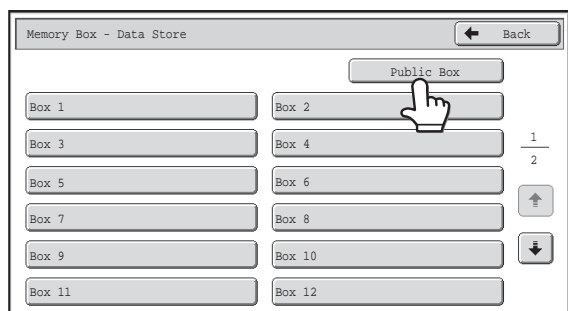 Memory Box - Data Store Back
Public Box
Box 1 Box 2
Box 3 Box 4
1
2
Box 5 Box 6
Box 7 Box 8
Box 9 Box 10
Box 11 Box 12